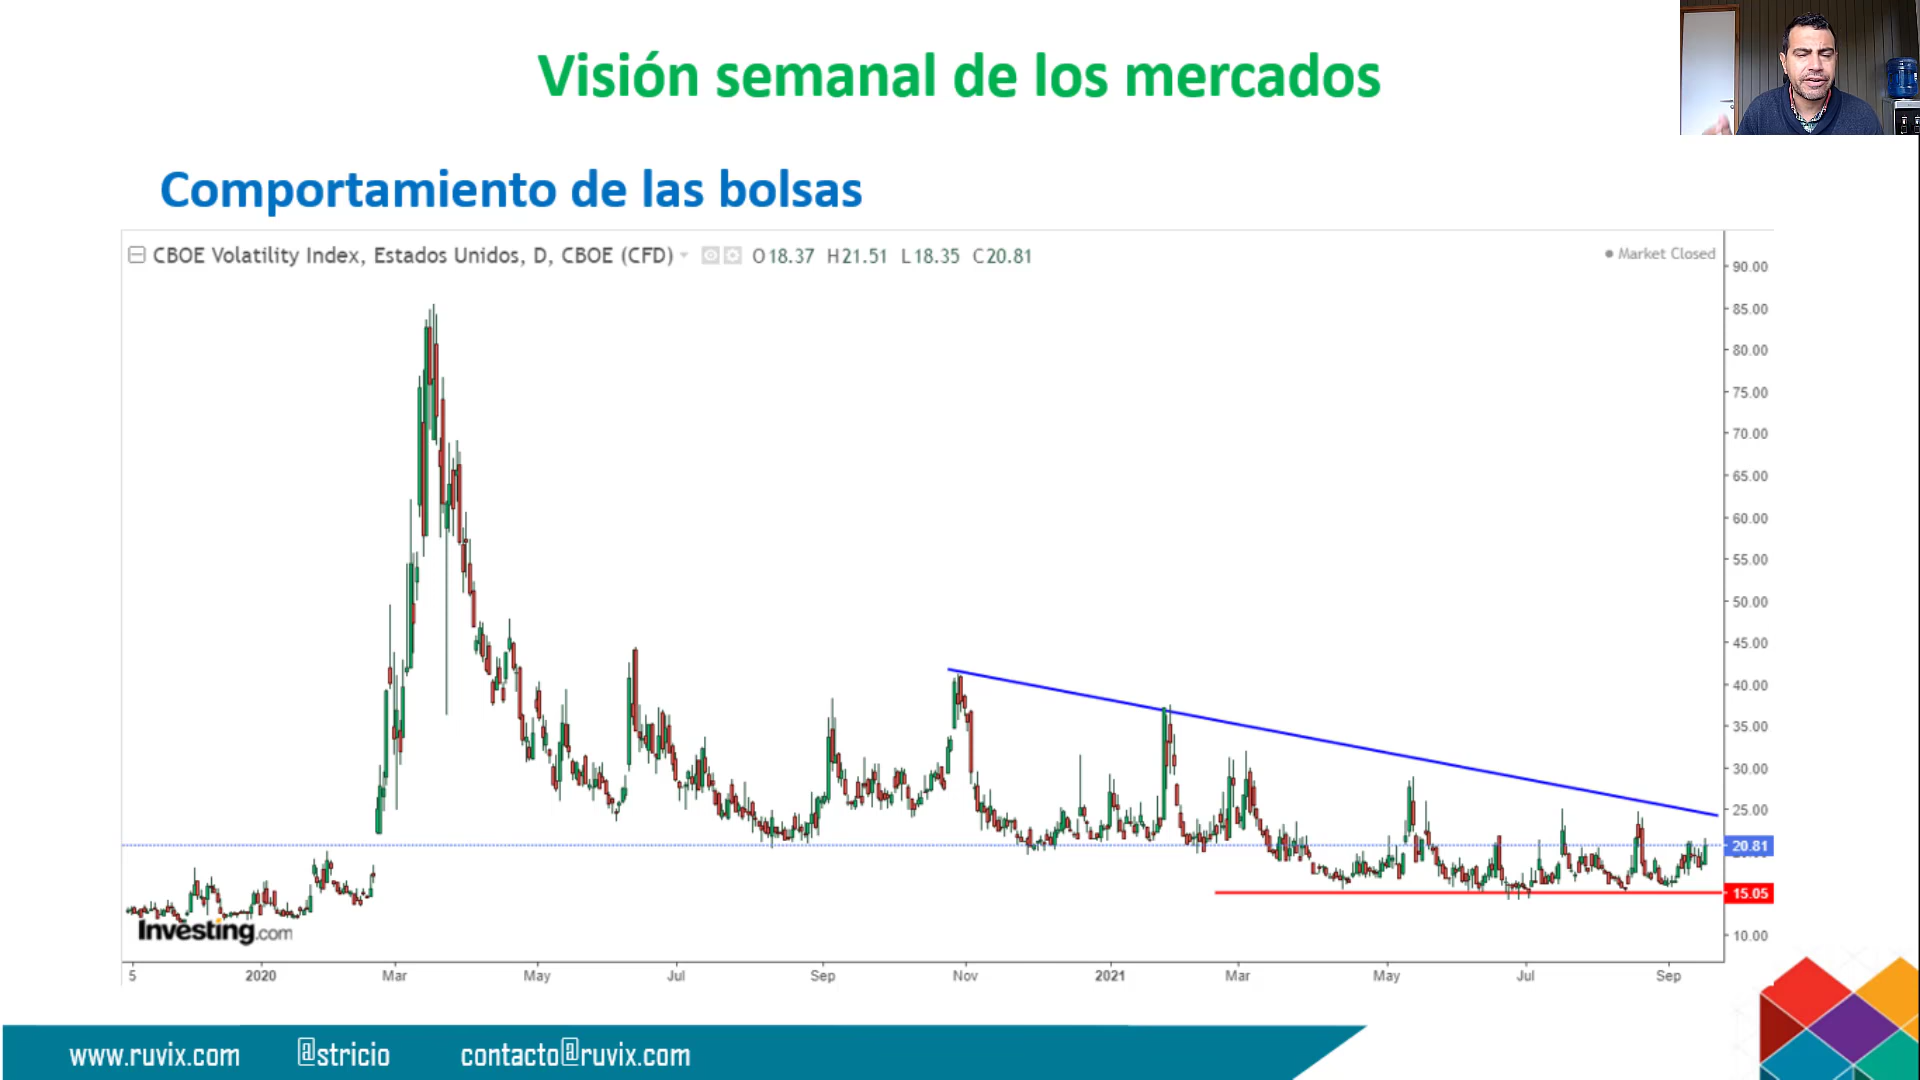 Visión semanal de los mercados
Comportamiento de las bolsas
CBOE Volatility Index, Estados Unidos, D, CBOE (CFD) O18.37 H21.51 L18.35 C20.81
Market Closed
90.00
85.00
80.00
75.00
70.00
65.00
60.00
55.00
50.00
45.00
40.00
35.00
30.00
25.00
20.81
15.05
10.00
Investing.com
5 2020 Mar May Jul Sep Nov 2021 Mar May Jul Sep
www.ruvix.com @stricio contacto@ruvix.com